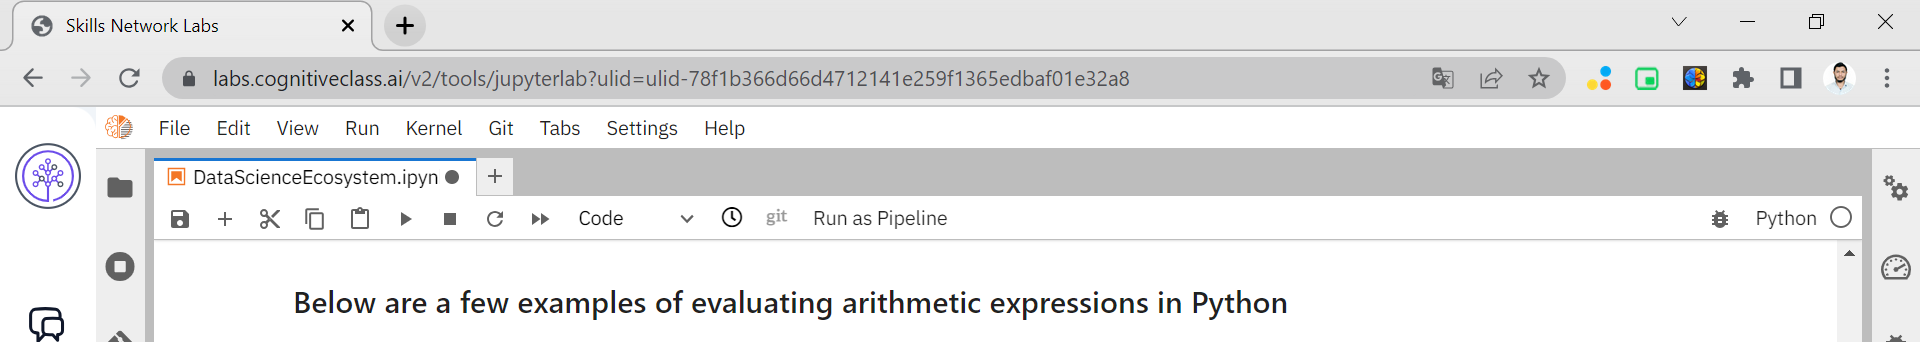 Skills Network Labs
labs.cognitiveclass.ai/v2/tools/jupyterlab?ulid=ulid-78f1b366d66d4712141e259f1365edbaf01e32a8
File Edit View Run Kernel Git Tabs Settings Help
DataScienceEcosystem.ipyn
Code git Run as Pipeline Python
Below are a few examples of evaluating arithmetic expressions in Python